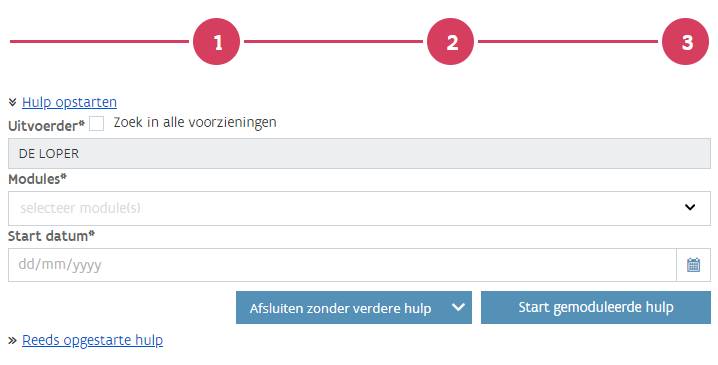 1 2 3
Hulp opstarten
Uitvoerder* Zoek in alle voorzieningen
DE LOPER
Modules*
selecteer module(s)
Start datum*
dd/mm/yyyy
Afsluiten zonder verdere hulp Start gemoduleerde hulp
Reeds opgestarte hulp